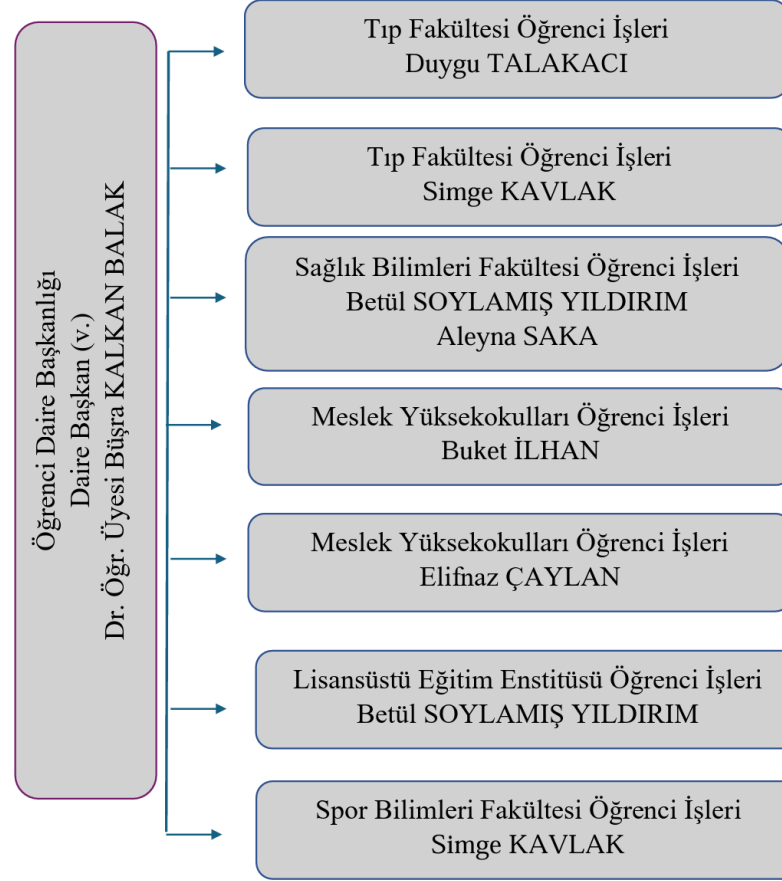 Öğrenci Daire Başkanlığı
Daire Başkan (v.)
Dr. Öğr. Üyesi Büşra KALKAN BALAK
Tıp Fakültesi Öğrenci İşleri
Duygu TALAKACI
Tıp Fakültesi Öğrenci İşleri
Simge KAVLAK
Sağlık Bilimleri Fakültesi Öğrenci İşleri
Betül SOYLAMIŞ YILDIRIM
Aleyna SAKA
Meslek Yüksekokulları Öğrenci İşleri
Buket İLHAN
Meslek Yüksekokulları Öğrenci İşleri
Elifnaz ÇAYLAN
Lisansüstü Eğitim Enstitüsü Öğrenci İşleri
Betül SOYLAMIŞ YILDIRIM
Spor Bilimleri Fakültesi Öğrenci İşleri
Simge KAVLAK